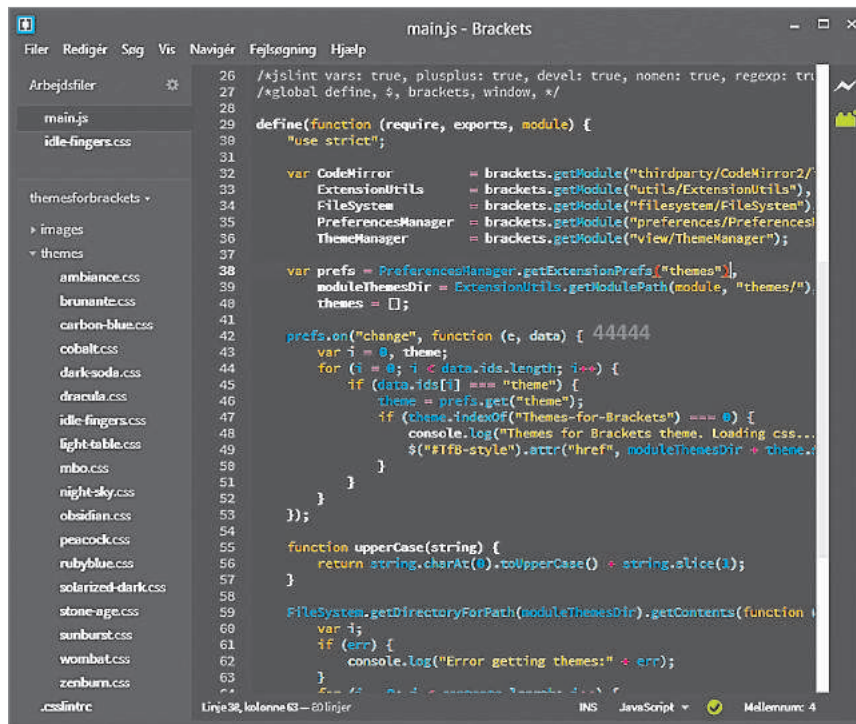 main.js - Brackets
Filer Redigér Søg Vis Navigér Fejlsøgning Hjælp
Arbejdsfiler
main.js
idle-fingers.css
themesforbrackets
images
themes
ambiance.css
brunante.css
carbon-blue.css
cobalt.css
dark-soda.css
dracula.css
idle-fingers.css
light-table.css
mbo.css
night-sky.css
obsidian.css
peacock.css
rubyblue.css
solarized-dark.css
stone-age.css
sunburst.css
wombat.css
zenburn.css
.csslintrc
26 /*jslint vars: true, plusplus: true, devel: true, nomen: true, regexp: tru
27 /*global define, $, brackets, window, */
28
29 define(function (require, exports, module) {
30 "use strict";
31
32 var CodeMirror = brackets.getModule("thirdparty/CodeMirror2/
33 ExtensionUtils = brackets.getModule("utils/ExtensionUtils"),
34 FileSystem = brackets.getModule("filesystem/FileSystem")
35 PreferencesManager = brackets.getModule("preferences/Preferences
36 ThemeManager = brackets.getModule("view/ThemeManager");
37
38 var prefs = PreferencesManager.getExtensionPrefs("themes"),
39 moduleThemesDir = ExtensionUtils.getModulePath(module, "themes/")
40 themes = [];
41
42 prefs.on("change", function (e, data) { 44444
43 var i = 0, theme;
44 for (i = 0; i < data.ids.length; i++) {
45 if (data.ids[i] === "theme") {
46 theme = prefs.get("theme");
47 if (theme.indexOf("Themes-for-Brackets") === 0) {
48 console.log("Themes for Brackets theme. Loading css...
49 $("#TfB-style").attr("href", moduleThemesDir + theme.
50 }
51 }
52 }
53 });
54
55 function upperCase(string) {
56 return string.charAt(0).toUpperCase() + string.slice(1);
57 }
58
59 FileSystem.getDirectoryForPath(moduleThemesDir).getContents(function
60 var i;
61 if (err) {
62 console.log("Error getting themes:" + err);
63 }
Linje 38, kolonne 63 — 80 linjer INS JavaScript Mellemrum: 4